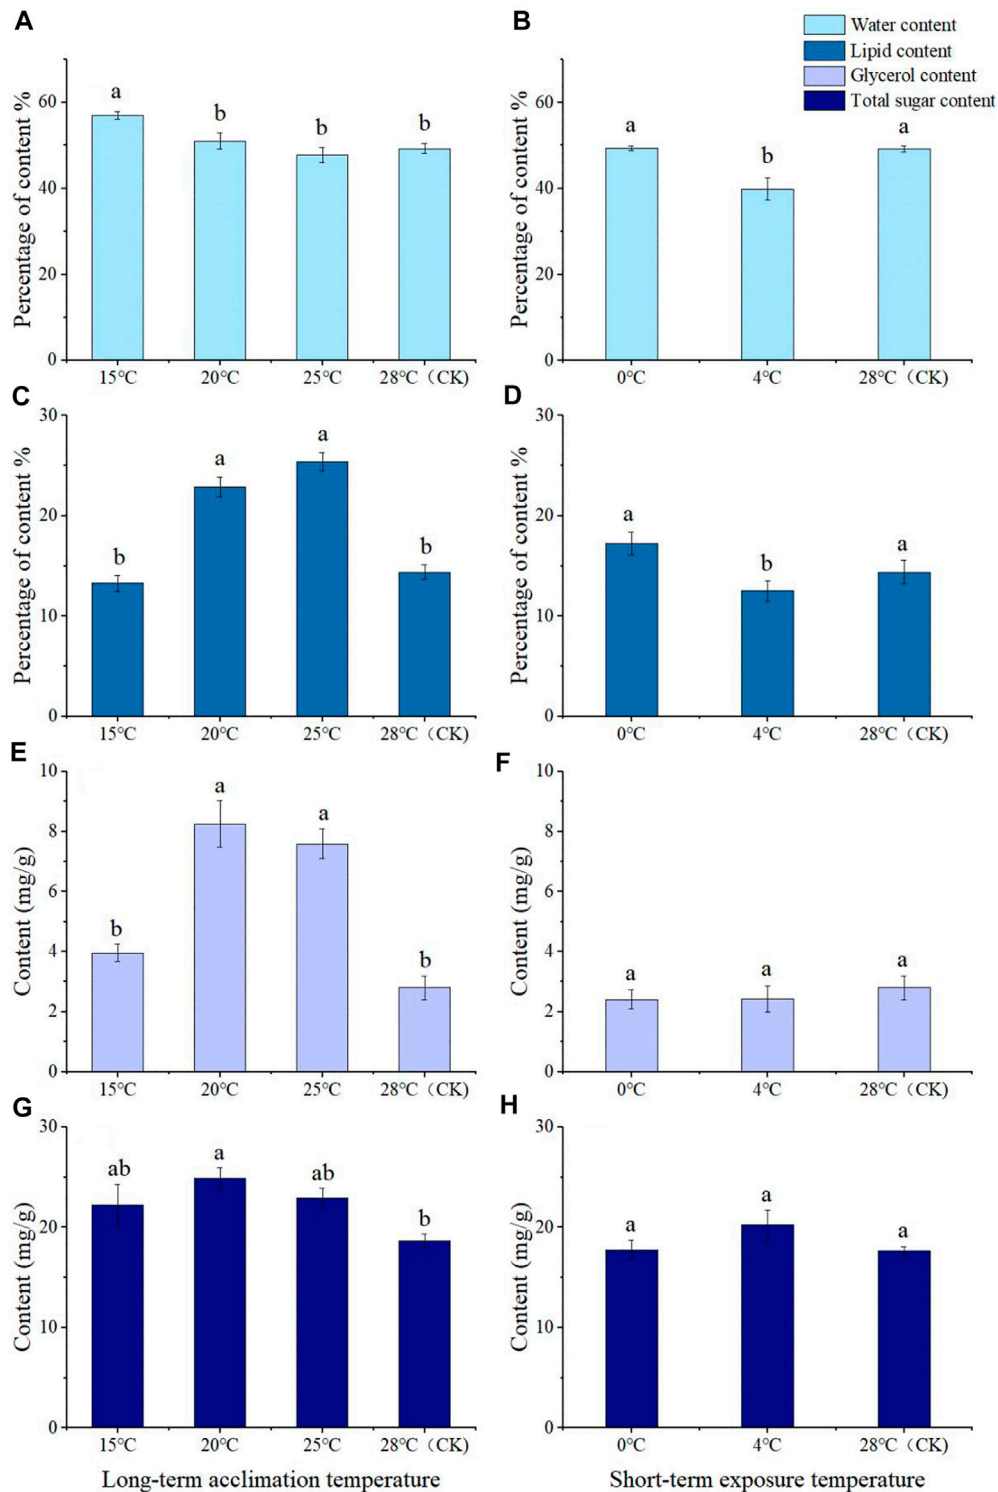 A
B
Water content
Lipid content
Glycerol content
Total sugar content
Percentage of content %
60
40
20
0
a
b
b
b
15℃ 20℃ 25℃ 28℃（CK)
Percentage of content %
60
40
20
0
a
b
a
0℃ 4℃ 28℃（CK)
C
Percentage of content %
30
20
10
0
b
a
a
b
15℃ 20℃ 25℃ 28℃（CK)
D
Percentage of content %
30
20
10
0
a
b
a
0℃ 4℃ 28℃（CK)
E
Content (mg/g)
10
8
6
4
2
0
b
a
a
b
15℃ 20℃ 25℃ 28℃（CK)
F
Content (mg/g)
10
8
6
4
2
0
a
a
a
0℃ 4℃ 28℃（CK)
G
Content (mg/g)
30
20
10
0
ab
a
ab
b
15℃ 20℃ 25℃ 28℃（CK)
Long-term acclimation temperature
H
Content (mg/g)
30
20
10
0
a
a
a
0℃ 4℃ 28℃（CK)
Short-term exposure temperature